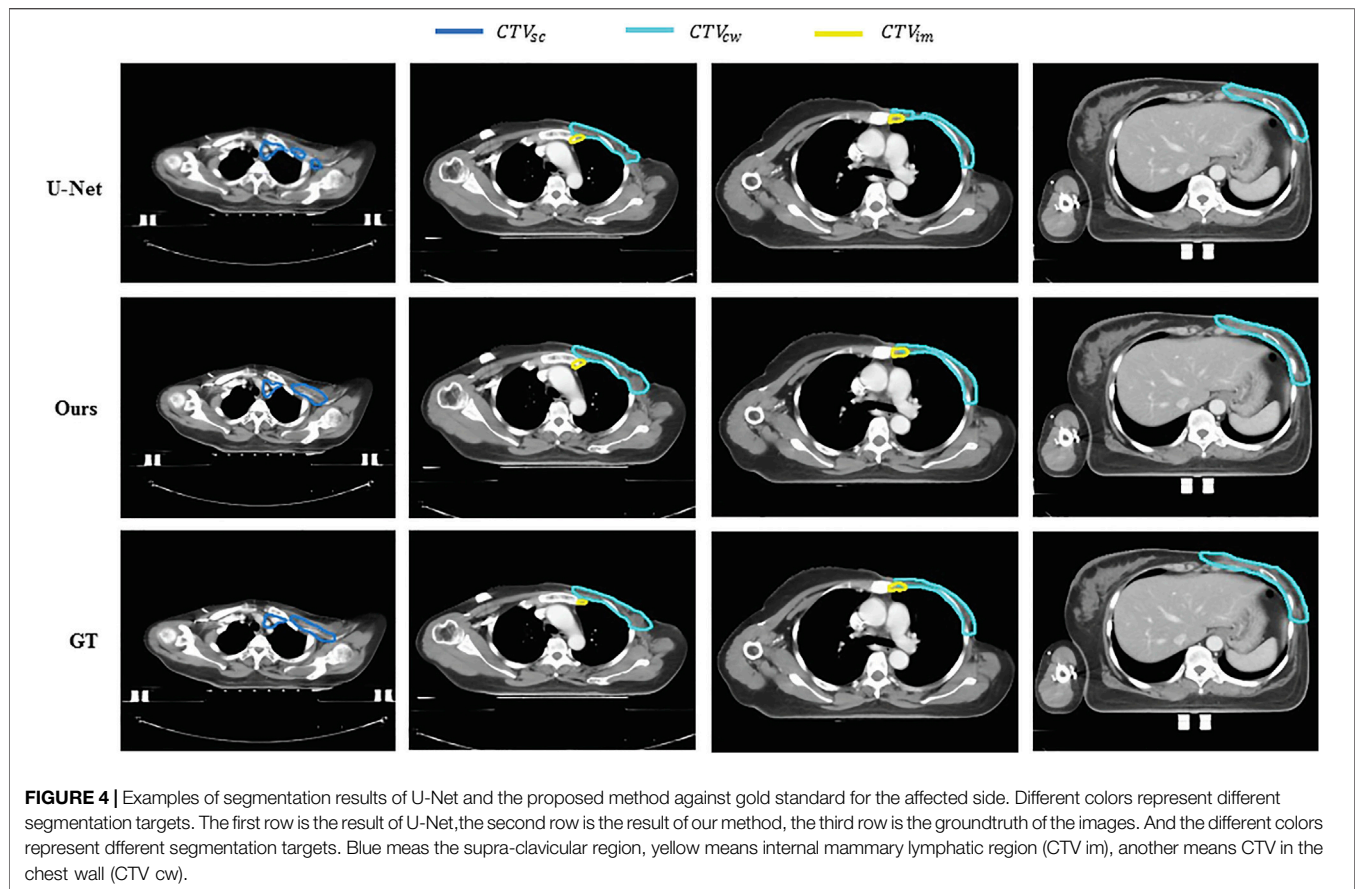 CTVsc CTVcw CTVim
U-Net
Ours
GT
FIGURE 4 | Examples of segmentation results of U-Net and the proposed method against gold standard for the affected side. Different colors represent different
segmentation targets. The first row is the result of U-Net,the second row is the result of our method, the third row is the groundtruth of the images. And the different colors
represent dfferent segmentation targets. Blue meas the supra-clavicular region, yellow means internal mammary lymphatic region (CTV im), another means CTV in the
chest wall (CTV cw).